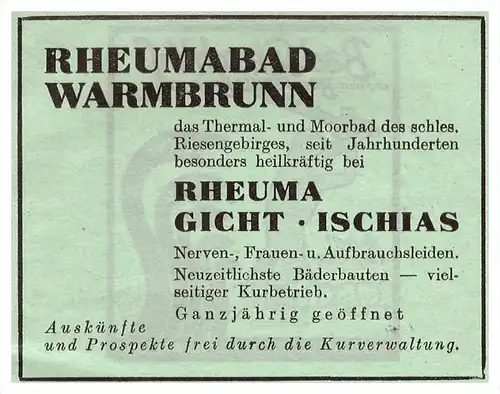 RHEUMABAD
WARMBRUNN
das Thermal- und Moorbad des schles.
Riesengebirges, seit Jahrhunderten
besonders heilkräftig bei
RHEUMA
GICHT · ISCHIAS
Nerven-, Frauen- u. Aufbrauchsleiden.
Neuzeitlichste Bäderbauten — viel-
seitiger Kurbetrieb.
Ganzjährig geöffnet
Auskünfte
und Prospekte frei durch die Kurverwaltung.